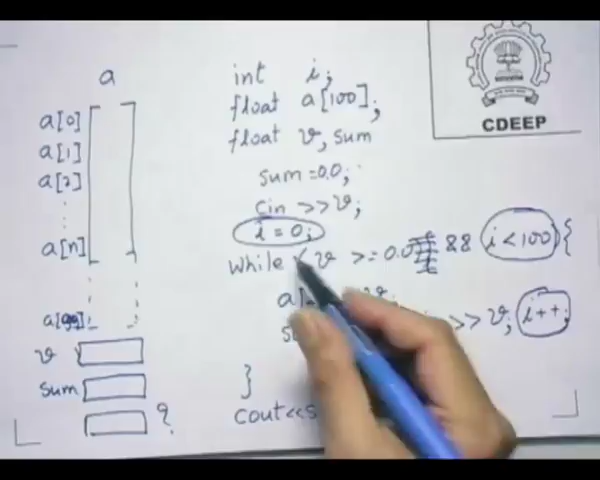 a
a[0]
a[1]
a[2]
a[n]
a[99]
v
sum
?
int i;
float a[100];
float v, sum
sum = 0.0;
cin >> v;
i = 0;
while ( v >= 0.0 && i < 100 {
a[
>> v; i++;
}
cout<<s
CDEEP